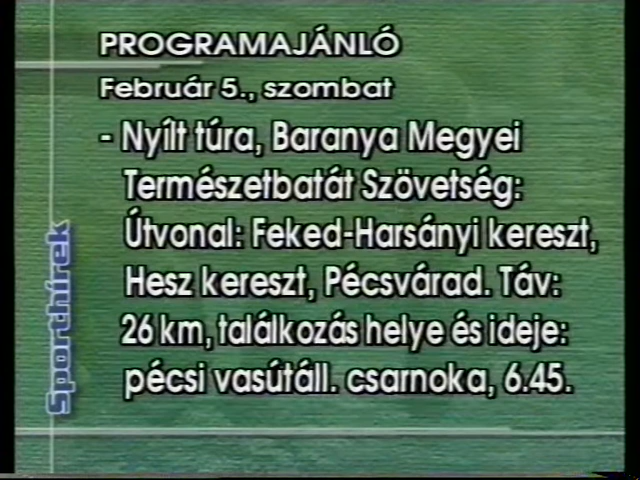 PROGRAMAJÁNLÓ
Február 5., szombat
- Nyílt túra, Baranya Megyei
Természetbatát Szövetség:
Útvonal: Feked-Harsányi kereszt,
Hesz kereszt, Pécsvárad. Táv:
26 km, találkozás helye és ideje:
pécsi vasútáll. csarnoka, 6.45.
Sporthírek